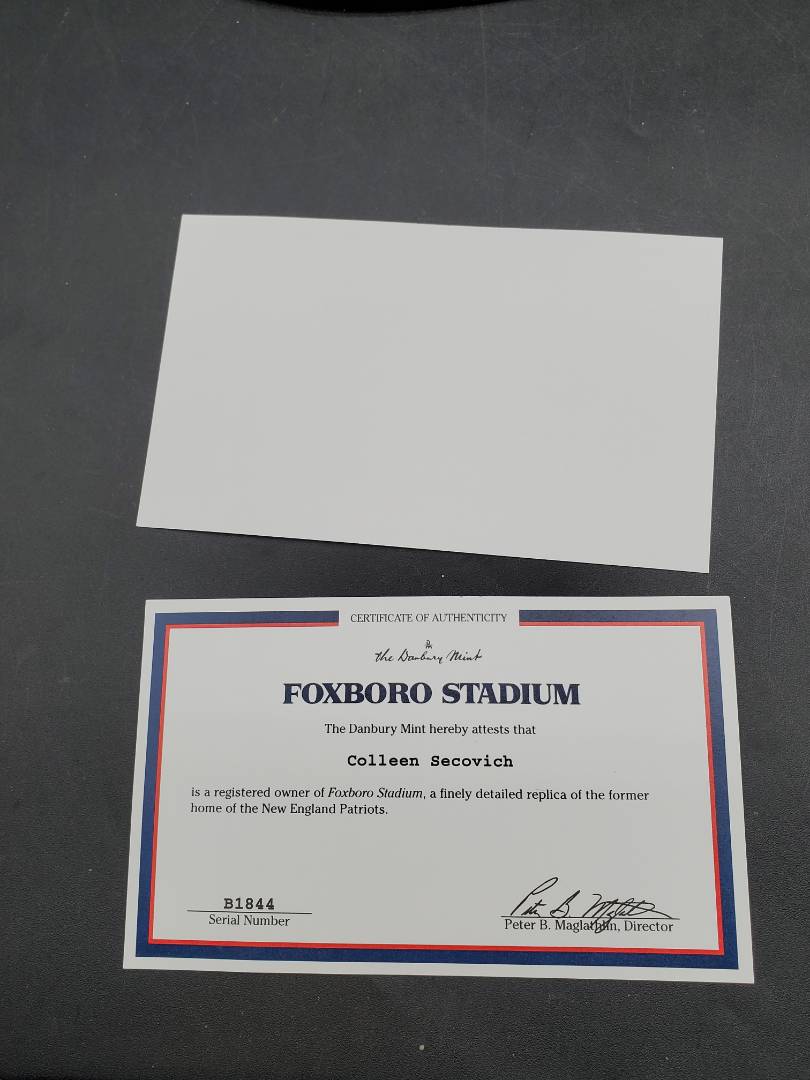 CERTIFICATE OF AUTHENTICITY
The Danbury Mint
FOXBORO STADIUM
The Danbury Mint hereby attests that
Colleen Secovich
is a registered owner of Foxboro Stadium, a finely detailed replica of the former
home of the New England Patriots.
B1844
Serial Number
Peter B. Maglathlin
Peter B. Maglathlin, Director